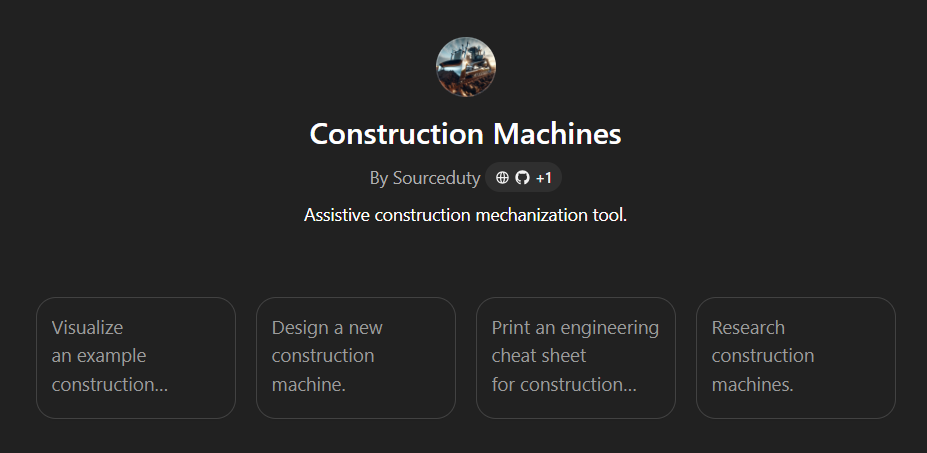 Construction Machines
By Sourceduty +1
Assistive construction mechanization tool.
Visualize
an example
construction...
Design a new
construction
machine.
Print an engineering
cheat sheet
for construction...
Research
construction
machines.